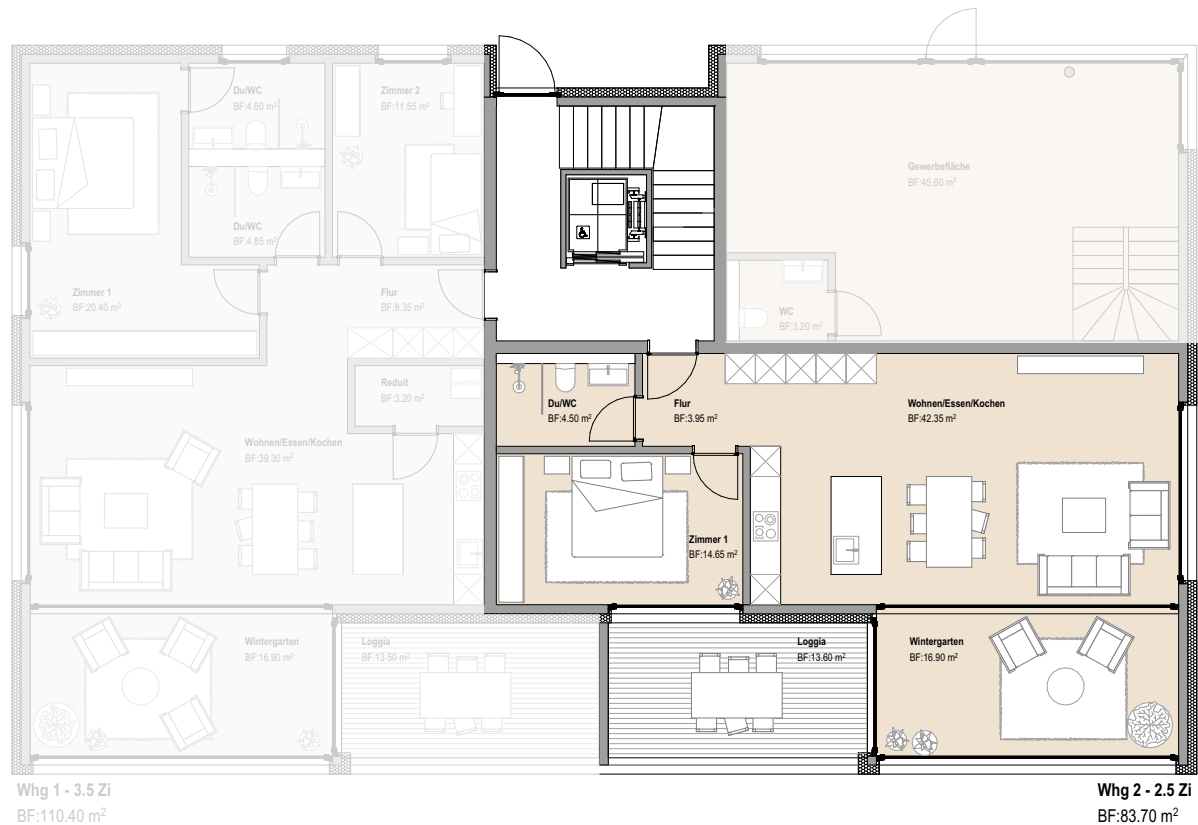 Du/WC
BF:4.60 m²
Zimmer 2
BF:11.55 m²
Du/WC
BF:4.85 m²
Zimmer 1
BF:20.40 m²
Flur
BF:8.35 m²
Reduit
BF:3.20 m²
WM/TM
Wohnen/Essen/Kochen
BF:39.30 m²
Wintergarten
BF:16.90 m²
Loggia
BF:13.50 m²
Gewerbefläche
BF:45.60 m²
WC
BF:3.20 m²
Du/WC
BF:4.50 m²
Flur
BF:3.95 m²
Wohnen/Essen/Kochen
BF:42.35 m²
Zimmer 1
BF:14.65 m²
Loggia
BF:13.60 m²
Wintergarten
BF:16.90 m²
Whg 1 - 3.5 Zi
BF:110.40 m²
Whg 2 - 2.5 Zi
BF:83.70 m²